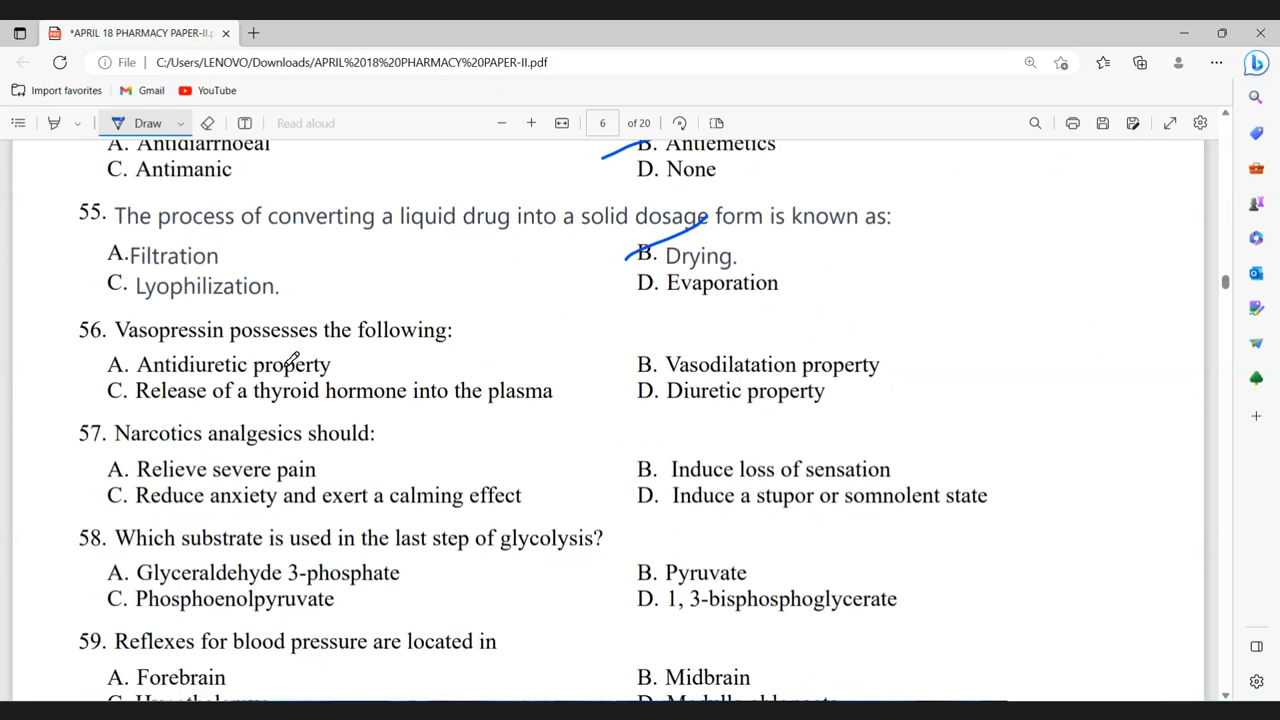 *APRIL 18 PHARMACY PAPER-II.p
File C:/Users/LENOVO/Downloads/APRIL%2018%20PHARMACY%20PAPER-II.pdf
Import favorites Gmail YouTube
Draw Read aloud 6 of 20
A. Antidiarrhoeal B. Antiemetics
C. Antimanic D. None
55. The process of converting a liquid drug into a solid dosage form is known as:
A. Filtration B. Drying.
C. Lyophilization. D. Evaporation
56. Vasopressin possesses the following:
A. Antidiuretic property B. Vasodilatation property
C. Release of a thyroid hormone into the plasma D. Diuretic property
57. Narcotics analgesics should:
A. Relieve severe pain B. Induce loss of sensation
C. Reduce anxiety and exert a calming effect D. Induce a stupor or somnolent state
58. Which substrate is used in the last step of glycolysis?
A. Glyceraldehyde 3-phosphate B. Pyruvate
C. Phosphoenolpyruvate D. 1, 3-bisphosphoglycerate
59. Reflexes for blood pressure are located in
A. Forebrain B. Midbrain